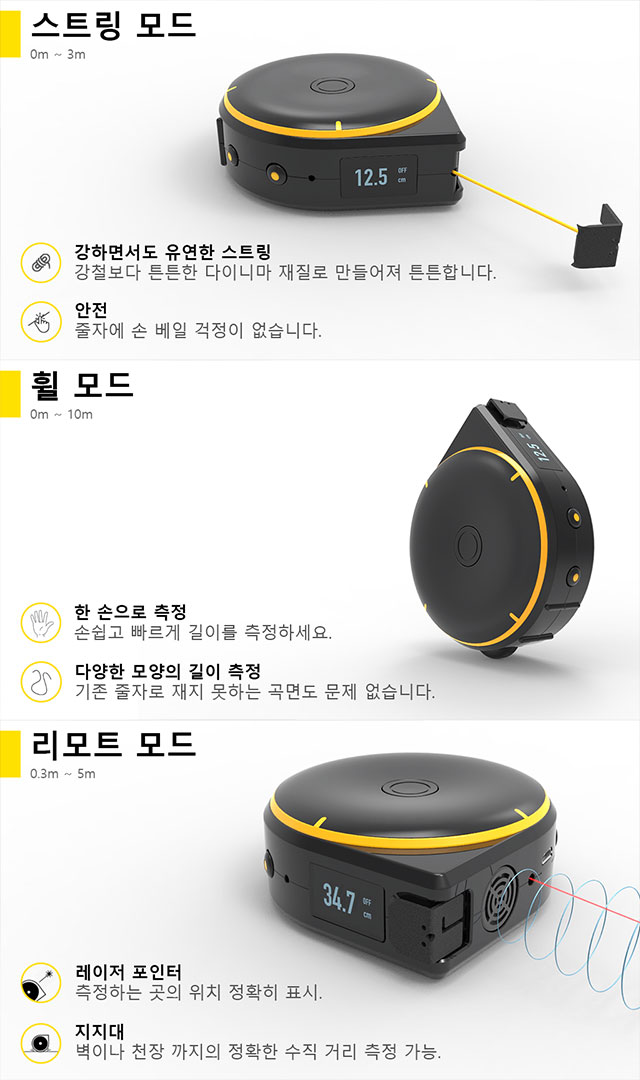 스트링 모드
0m ~ 3m
12.5
OFF
cm
강하면서도 유연한 스트링
강철보다 튼튼한 다이니마 재질로 만들어져 튼튼합니다.
안전
줄자에 손 베일 걱정이 없습니다.
휠 모드
0m ~ 10m
12.5
한 손으로 측정
손쉽고 빠르게 길이를 측정하세요.
다양한 모양의 길이 측정
기존 줄자로 재지 못하는 곡면도 문제 없습니다.
리모트 모드
0.3m ~ 5m
34.7
OFF
cm
레이저 포인터
측정하는 곳의 위치 정확히 표시.
지지대
벽이나 천장 까지의 정확한 수직 거리 측정 가능.